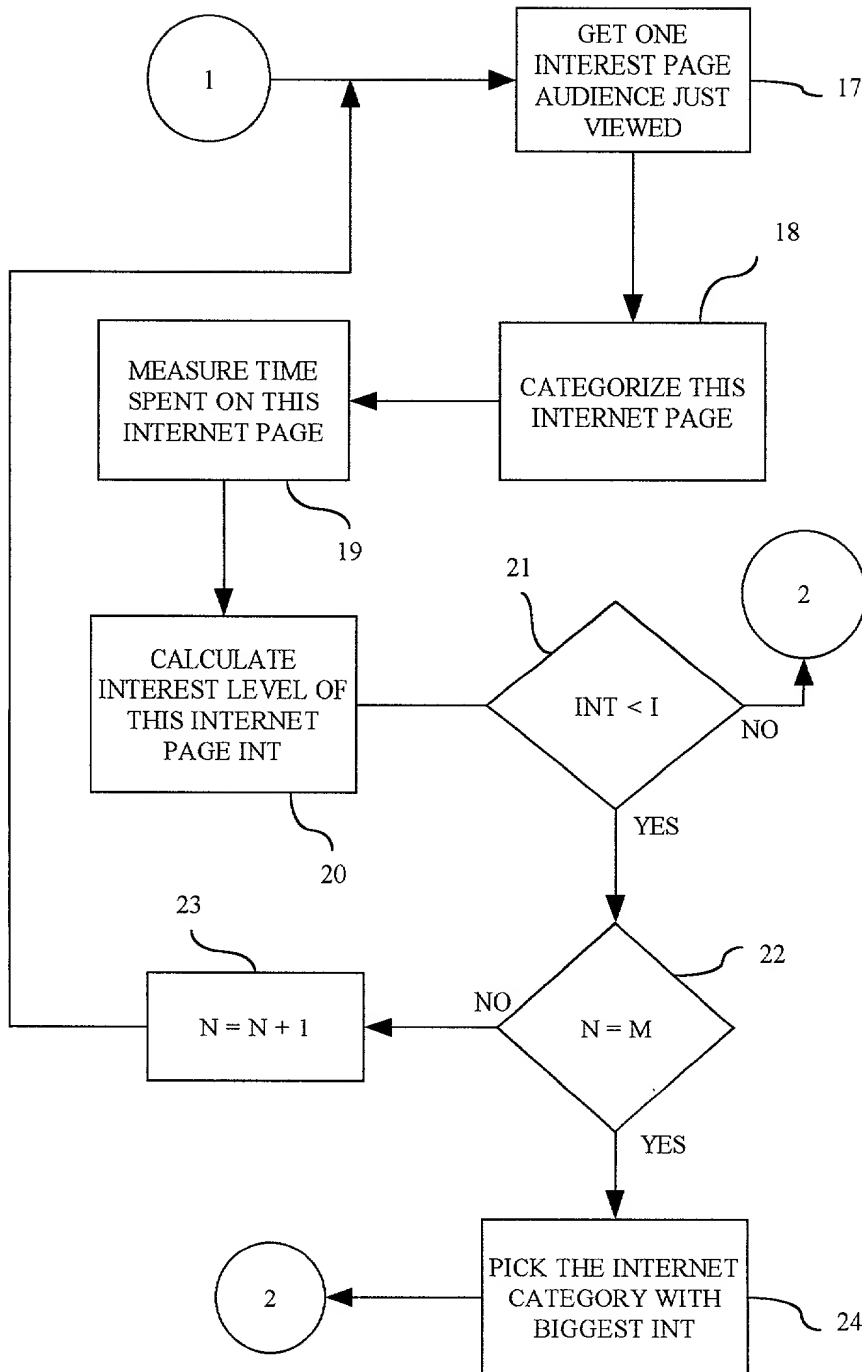 1
GET ONE
INTEREST PAGE
AUDIENCE JUST
VIEWED
17
18
MEASURE TIME
SPENT ON THIS
INTERNET PAGE
CATEGORIZE THIS
INTERNET PAGE
19
21
2
CALCULATE
INTEREST LEVEL OF
THIS INTERNET
PAGE INT
INT < I
NO
20
YES
23
22
N = N + 1
NO
N = M
YES
2
PICK THE INTERNET
CATEGORY WITH
BIGGEST INT
24